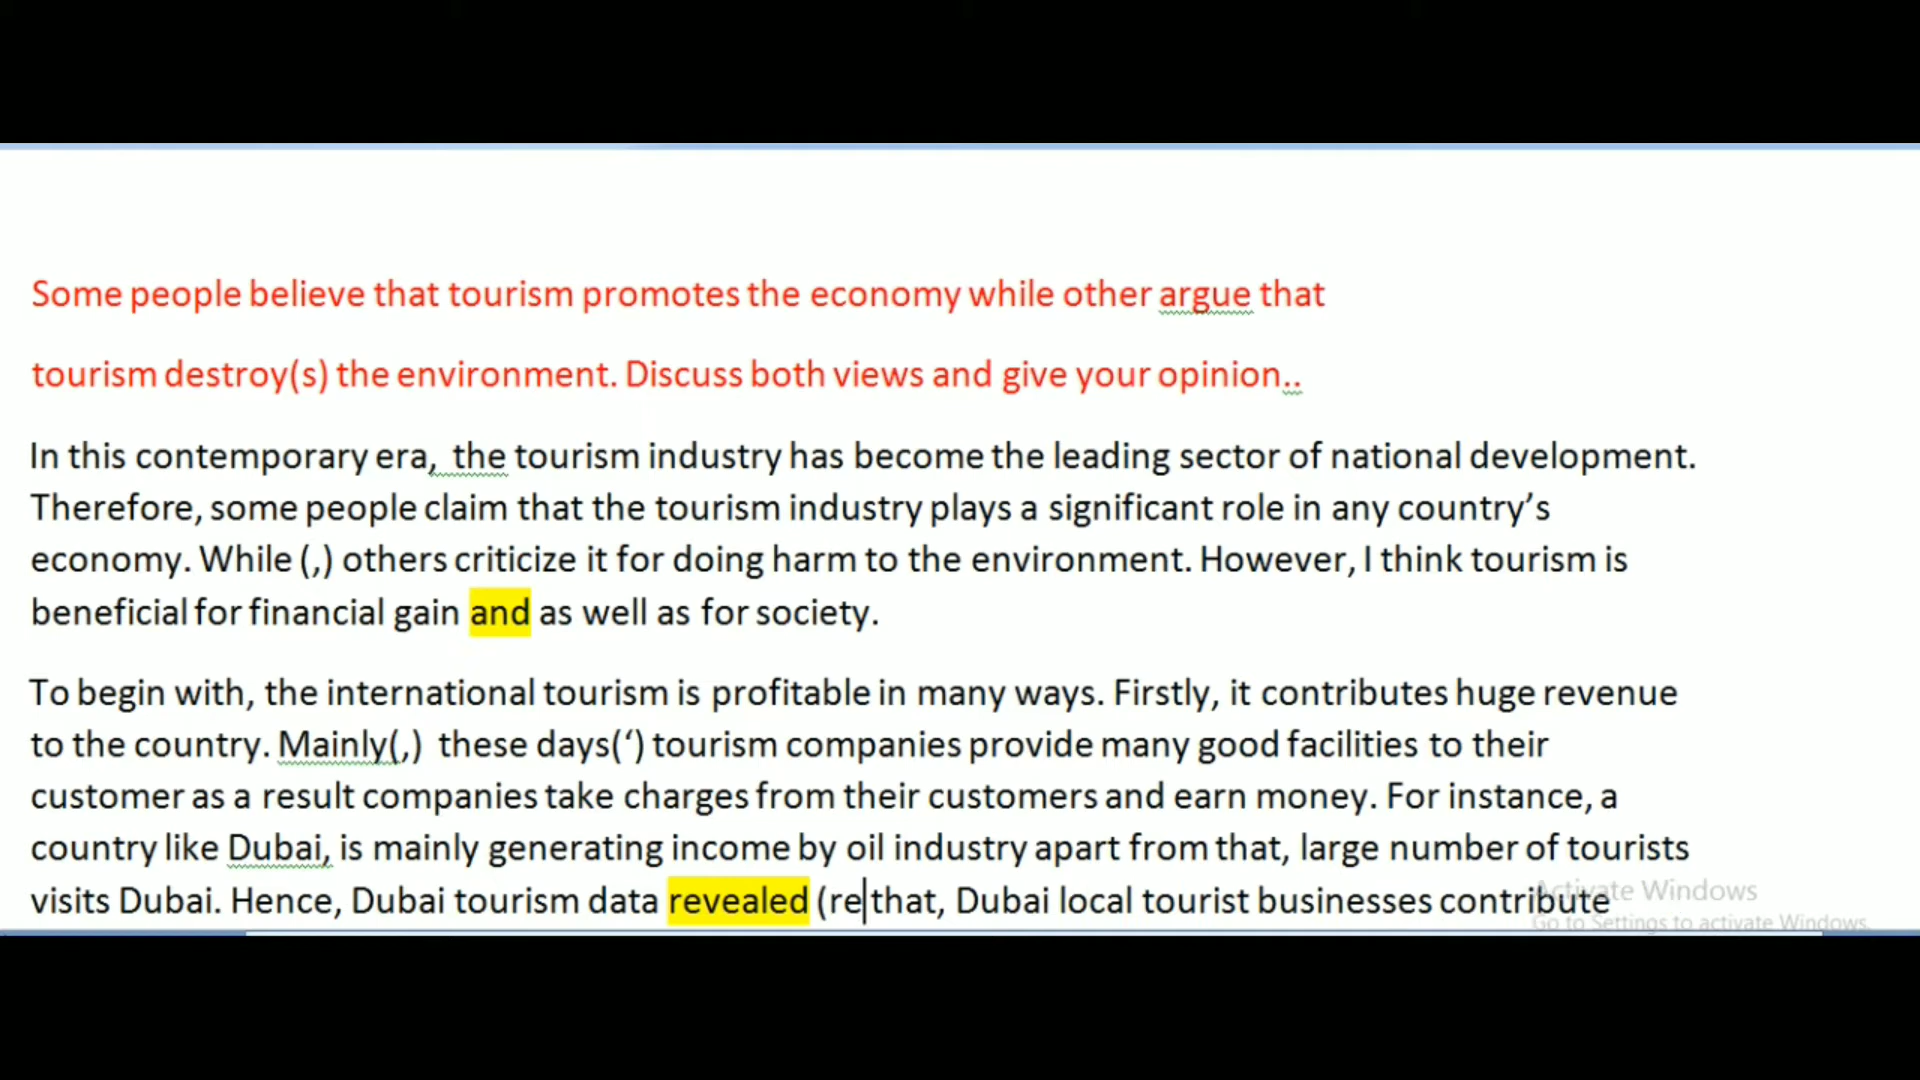 Some people believe that tourism promotes the economy while other argue that
tourism destroy(s) the environment. Discuss both views and give your opinion..
In this contemporary era, the tourism industry has become the leading sector of national development.
Therefore, some people claim that the tourism industry plays a significant role in any country’s
economy. While (,) others criticize it for doing harm to the environment. However, I think tourism is
beneficial for financial gain and as well as for society.
To begin with, the international tourism is profitable in many ways. Firstly, it contributes huge revenue
to the country. Mainly(,) these days(‘) tourism companies provide many good facilities to their
customer as a result companies take charges from their customers and earn money. For instance, a
country like Dubai, is mainly generating income by oil industry apart from that, large number of tourists
visits Dubai. Hence, Dubai tourism data revealed (re that, Dubai local tourist businesses contribute
Activate Windows
Go to Settings to activate Windows.